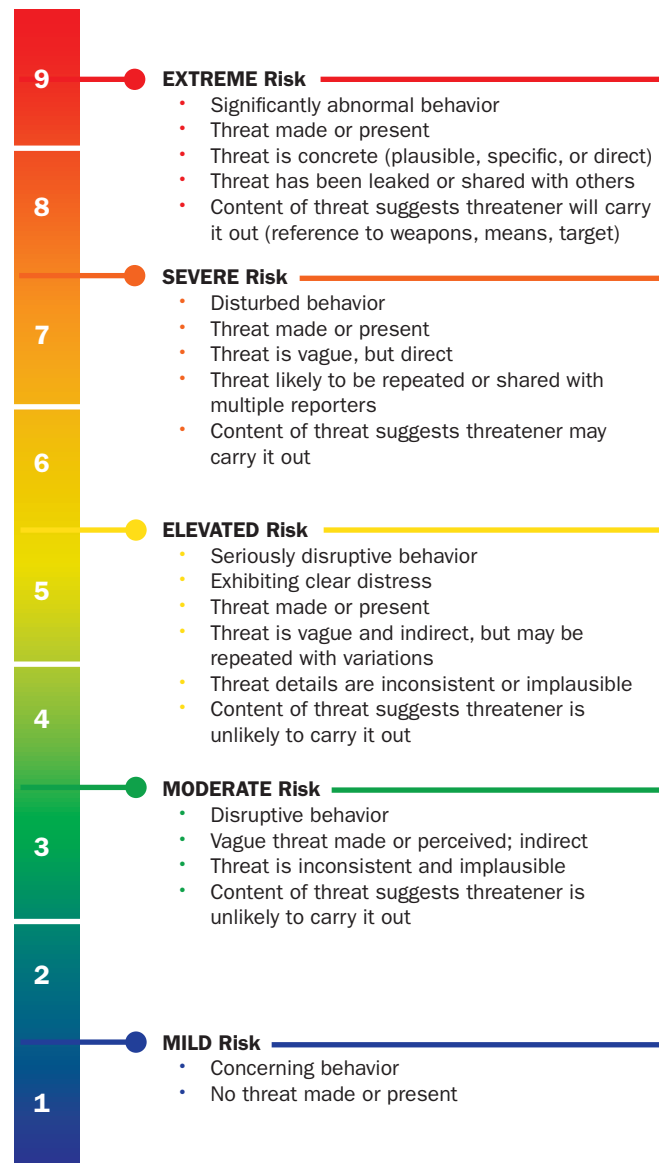 9
EXTREME Risk
• Significantly abnormal behavior
• Threat made or present
• Threat is concrete (plausible, specific, or direct)
• Threat has been leaked or shared with others
• Content of threat suggests threatener will carry
it out (reference to weapons, means, target)
8
SEVERE Risk
• Disturbed behavior
• Threat made or present
7
• Threat is vague, but direct
• Threat likely to be repeated or shared with
multiple reporters
• Content of threat suggests threatener may
carry it out
6
ELEVATED Risk
• Seriously disruptive behavior
• Exhibiting clear distress
5
• Threat made or present
• Threat is vague and indirect, but may be
repeated with variations
• Threat details are inconsistent or implausible
• Content of threat suggests threatener is
unlikely to carry it out
4
MODERATE Risk
• Disruptive behavior
• Vague threat made or perceived; indirect
3
• Threat is inconsistent and implausible
• Content of threat suggests threatener is
unlikely to carry it out
2
MILD Risk
• Concerning behavior
• No threat made or present
1